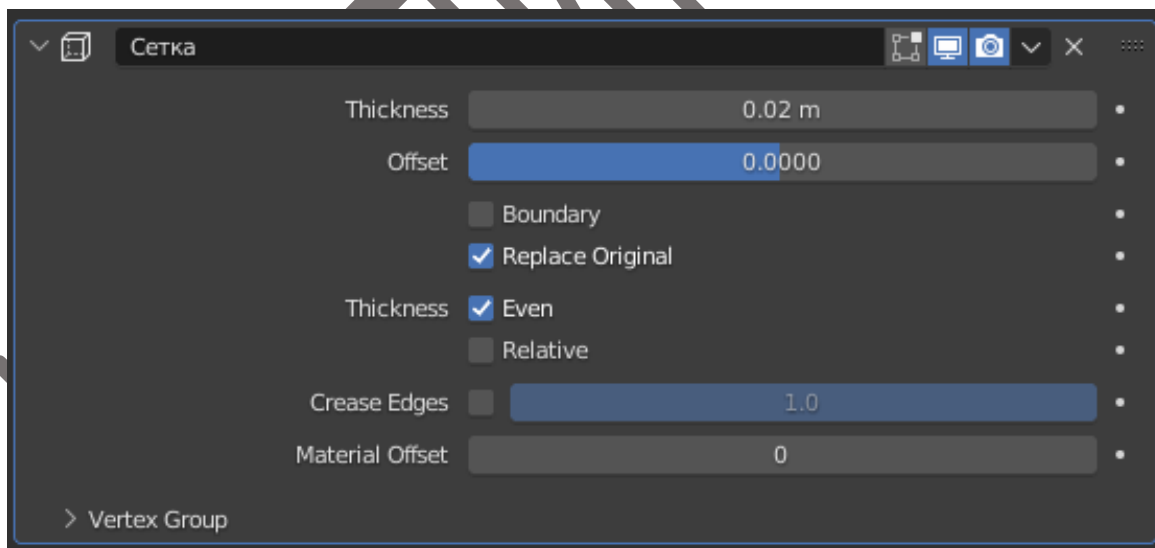 Сетка
Thickness 0.02 m
Offset 0.0000
Boundary
Replace Original
Thickness Even
Relative
Crease Edges 1.0
Material Offset 0
Vertex Group